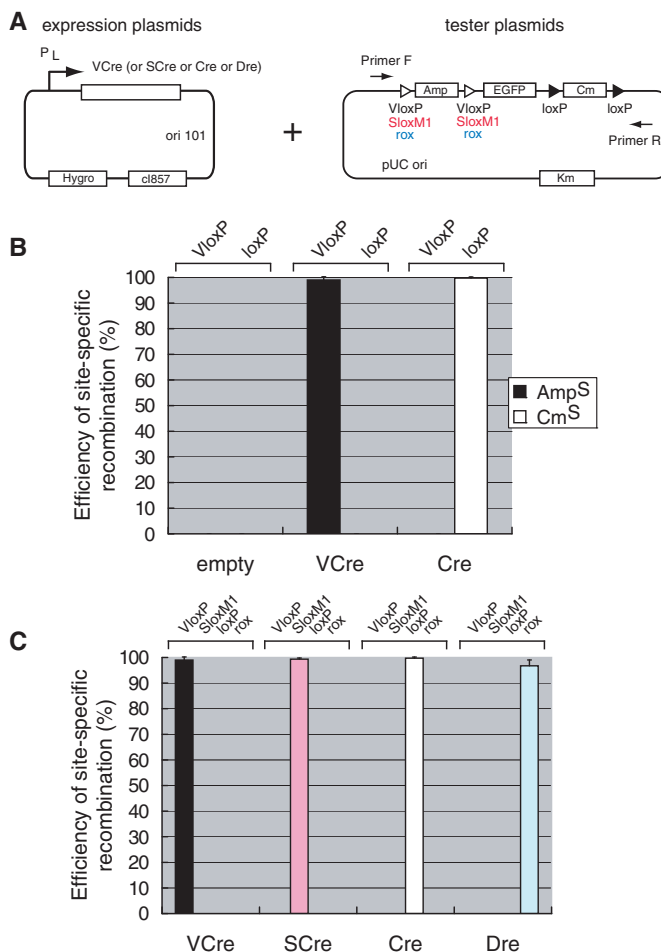 A
expression plasmids
tester plasmids
P L
VCre (or SCre or Cre or Dre)
ori 101
Hygro
cI857
+
Primer F
Amp
EGFP
Cm
VloxP
SloxM1
rox
VloxP
SloxM1
rox
loxP
loxP
Primer R
pUC ori
Km
B
VloxP
loxP
VloxP
loxP
VloxP
loxP
Efficiency of site-specific
recombination (%)
100
90
80
70
60
50
40
30
20
10
0
AmpS
CmS
empty
VCre
Cre
C
VloxP
SloxM1
loxP
rox
VloxP
SloxM1
loxP
rox
VloxP
SloxM1
loxP
rox
VloxP
SloxM1
loxP
rox
Efficiency of site-specific
recombination (%)
100
90
80
70
60
50
40
30
20
10
0
VCre
SCre
Cre
Dre